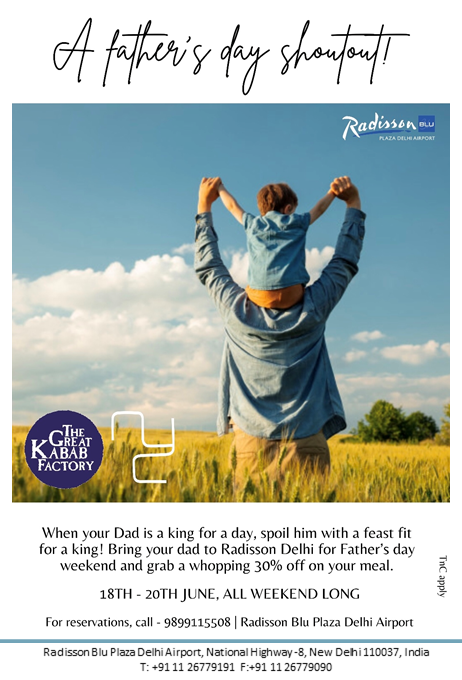 A father's day shoutout!
Radisson BLU
PLAZA DELHI AIRPORT
THE
GREAT
KABAB
FACTORY
When your Dad is a king for a day, spoil him with a feast fit
for a king! Bring your dad to Radisson Delhi for Father's day
weekend and grab a whopping 30% off on your meal.
TnC apply
18TH - 20TH JUNE, ALL WEEKEND LONG
For reservations, call - 9899115508 | Radisson Blu Plaza Delhi Airport
Radisson Blu Plaza Delhi Airport, National Highway-8, New Delhi 110037, India
T: +91 11 26779191 F:+91 11 26779090